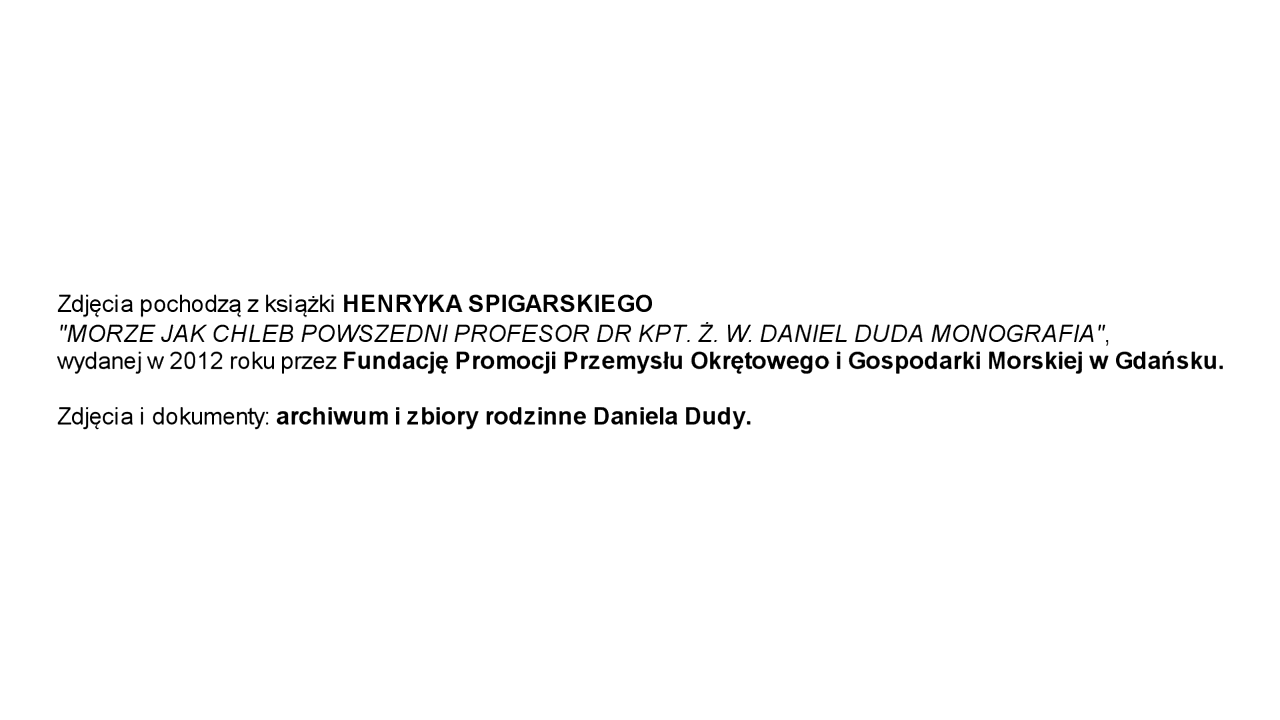 Zdjęcia pochodzą z książki HENRYKA SPIGARSKIEGO
"MORZE JAK CHLEB POWSZEDNI PROFESOR DR KPT. Ż. W. DANIEL DUDA MONOGRAFIA",
wydanej w 2012 roku przez Fundację Promocji Przemysłu Okrętowego i Gospodarki Morskiej w Gdańsku.
Zdjęcia i dokumenty: archiwum i zbiory rodzinne Daniela Dudy.